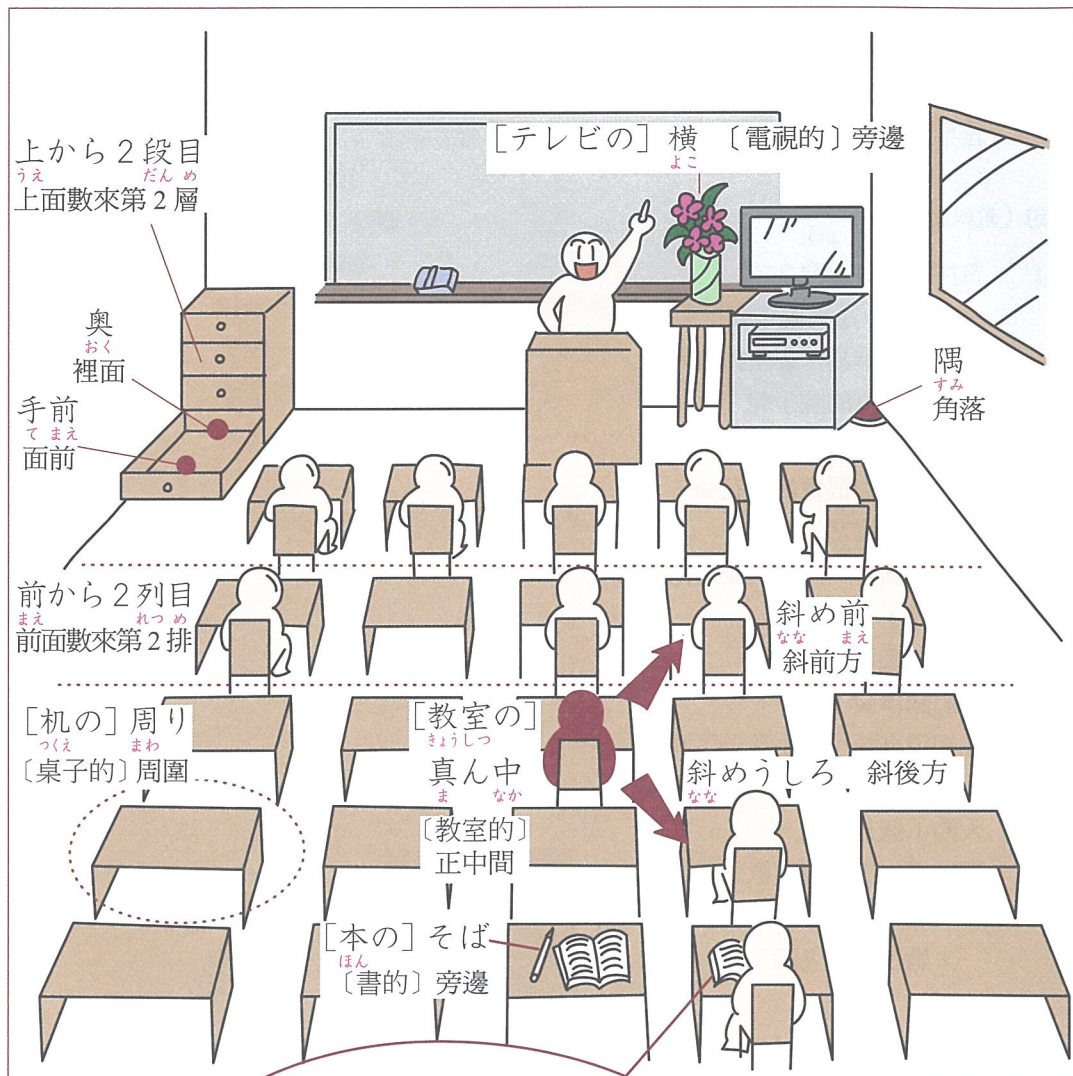 [テレビの] 横 〔電視的〕旁邊
よこ
上から2段目
うえ だん め
上面數來第2層
奥
おく
裡面
手前
て まえ
面前
隅
すみ
角落
前から2列目
まえ れつ め
前面數來第2排
斜め前
なな まえ
斜前方
[机の] 周り
つくえ まわ
〔桌子的〕周圍
[教室の]
きょうしつ
真ん中
ま なか
〔教室的〕
正中間
斜めうしろ 斜後方
なな
[本の] そば
ほん
〔書的〕旁邊